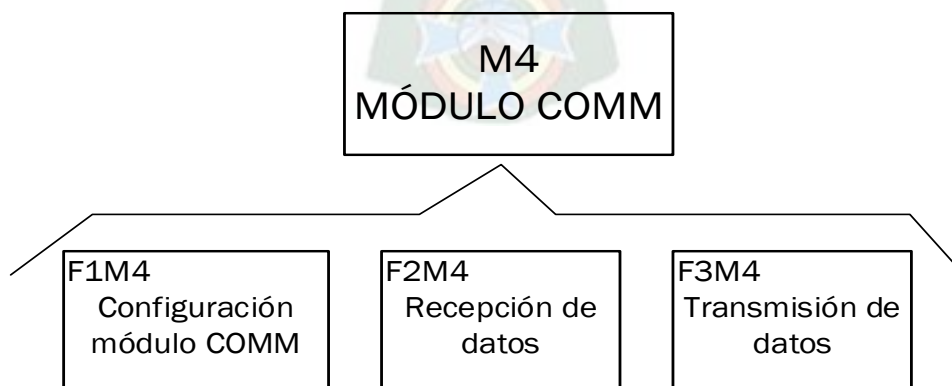 M4
MÓDULO COMM
F1M4
Configuración
módulo COMM
F2M4
Recepción de
datos
F3M4
Transmisión de
datos